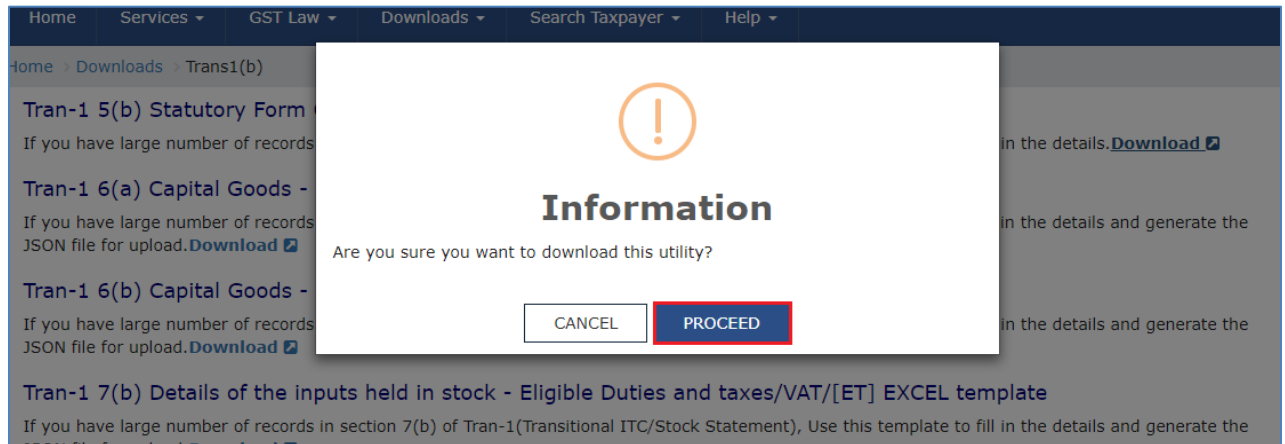 Home Services GST Law Downloads Search Taxpayer Help
Home > Downloads > Trans1(b)
Tran-1 5(b) Statutory Form
If you have large number of records in the details.Download
Tran-1 6(a) Capital Goods -
If you have large number of records in the details and generate the
JSON file for upload.Download
Tran-1 6(b) Capital Goods -
If you have large number of records in the details and generate the
JSON file for upload.Download
!
Information
Are you sure you want to download this utility?
CANCEL PROCEED
Tran-1 7(b) Details of the inputs held in stock - Eligible Duties and taxes/VAT/[ET] EXCEL template
If you have large number of records in section 7(b) of Tran-1(Transitional ITC/Stock Statement), Use this template to fill in the details and generate the